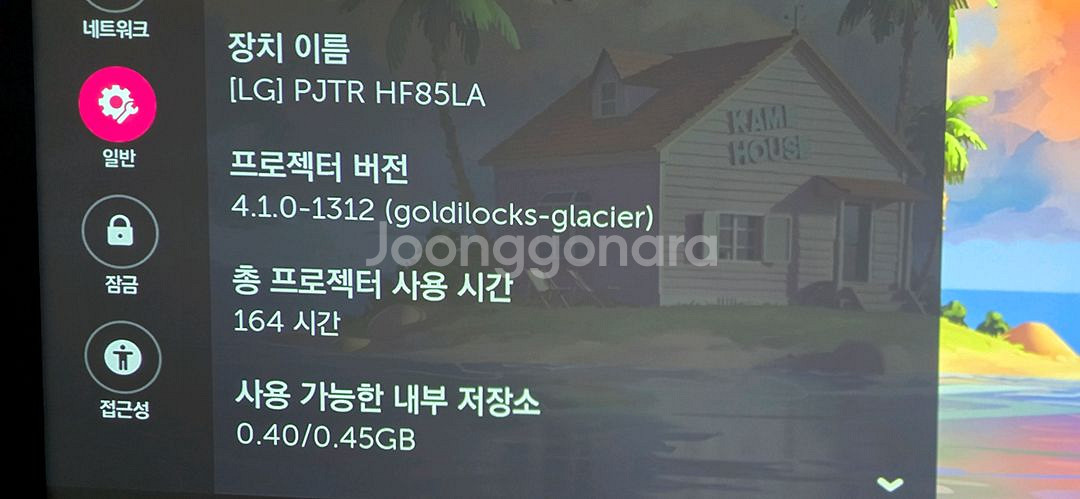 네트워크
장치 이름
[LG] PJTR HF85LA
일반
프로젝터 버전
4.1.0-1312 (goldilocks-glacier)
잠금
총 프로젝터 사용 시간
164 시간
접근성
사용 가능한 내부 저장소
0.40/0.45GB
KAME
HOUSE
Joonggonara